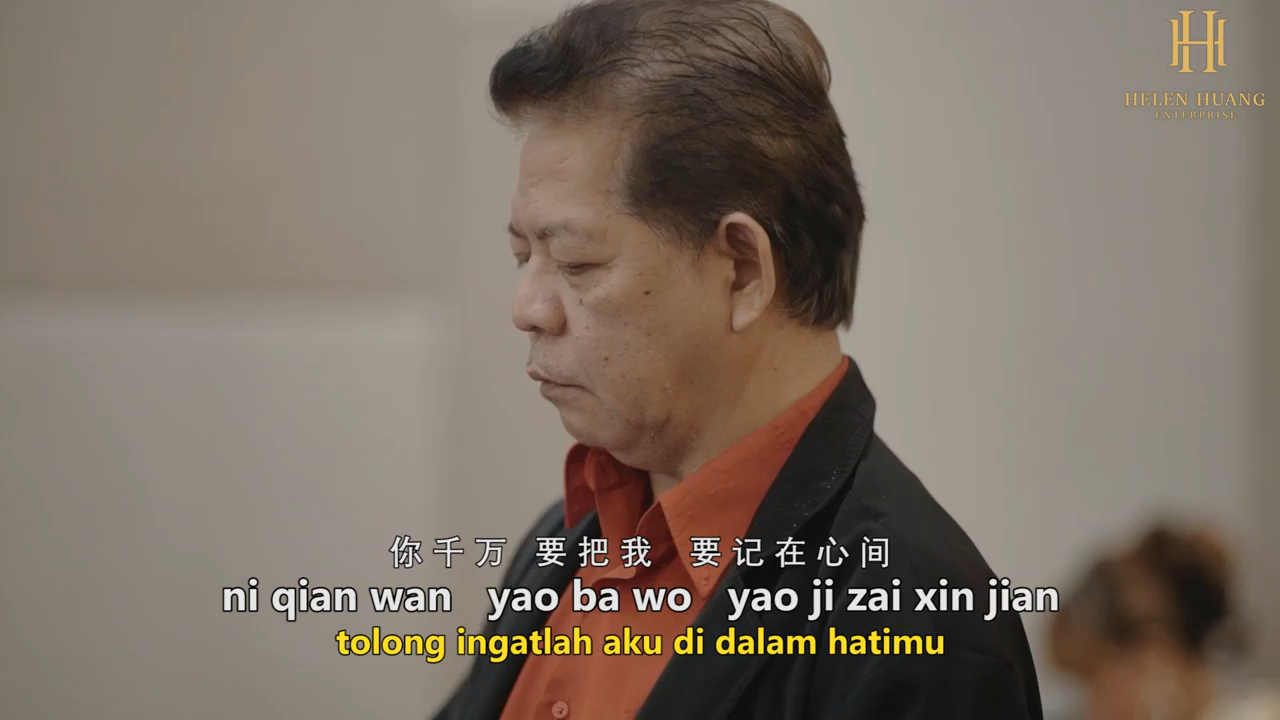 HH
HELEN HUANG
ENTERPRISE
你千万 要把我 要记在心间
ni qian wan yao ba wo yao ji zai xin jian
tolong ingatlah aku di dalam hatimu